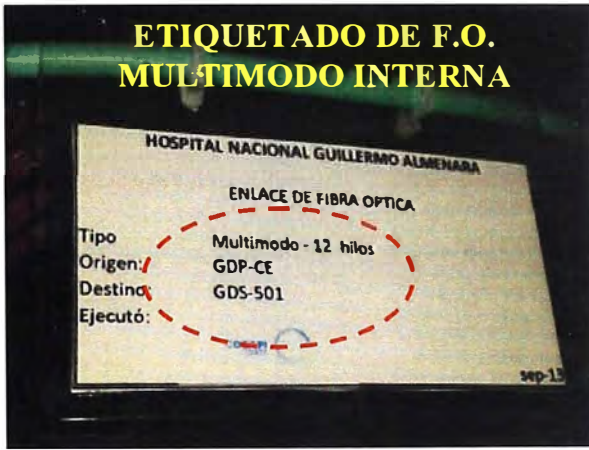 ETIQUETADO DE F.O.
MULTIMODO INTERNA
HOSPITAL NACIONAL GUILLERMO ALMENARA
ENLACE DE FIBRA OPTICA
Tipo Multimodo - 12 hilos
Origen: GDP-CE
Destino: GDS-501
Ejecutó:
sep-13